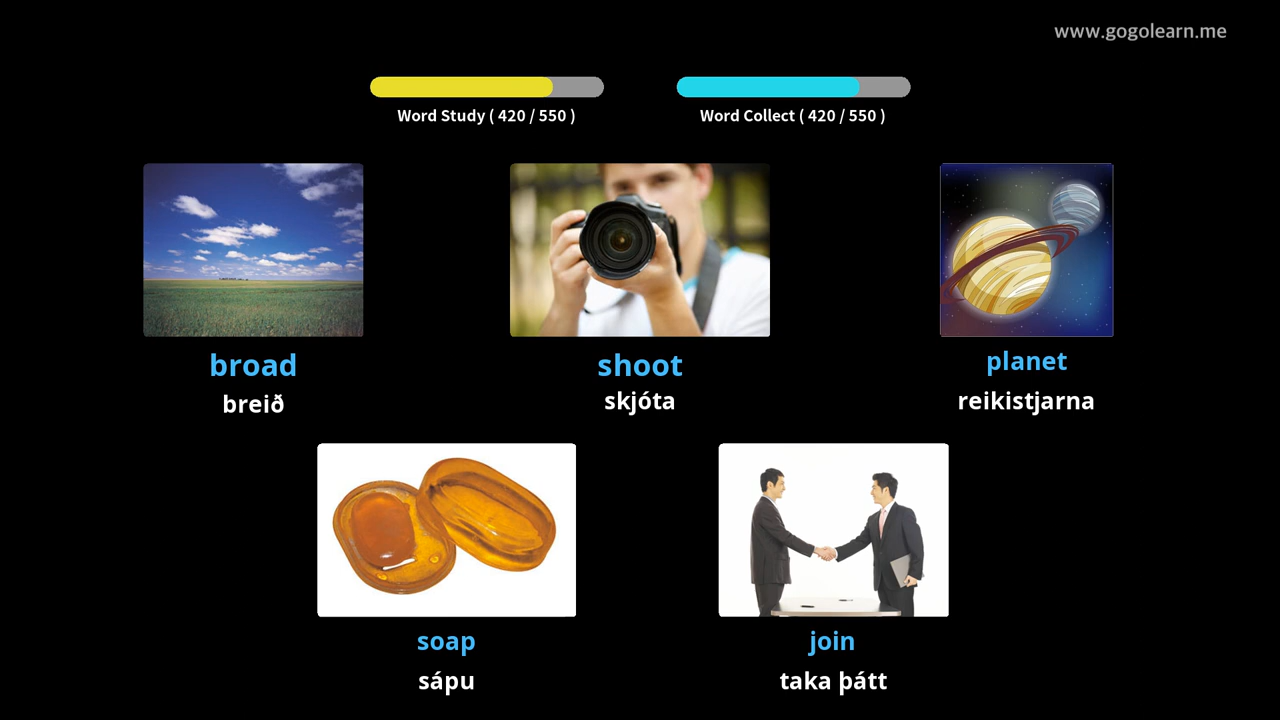 www.gogolearn.me
Word Study ( 420 / 550 )
Word Collect ( 420 / 550 )
broad
breið
shoot
skjóta
planet
reikistjarna
soap
sápu
join
taka þátt